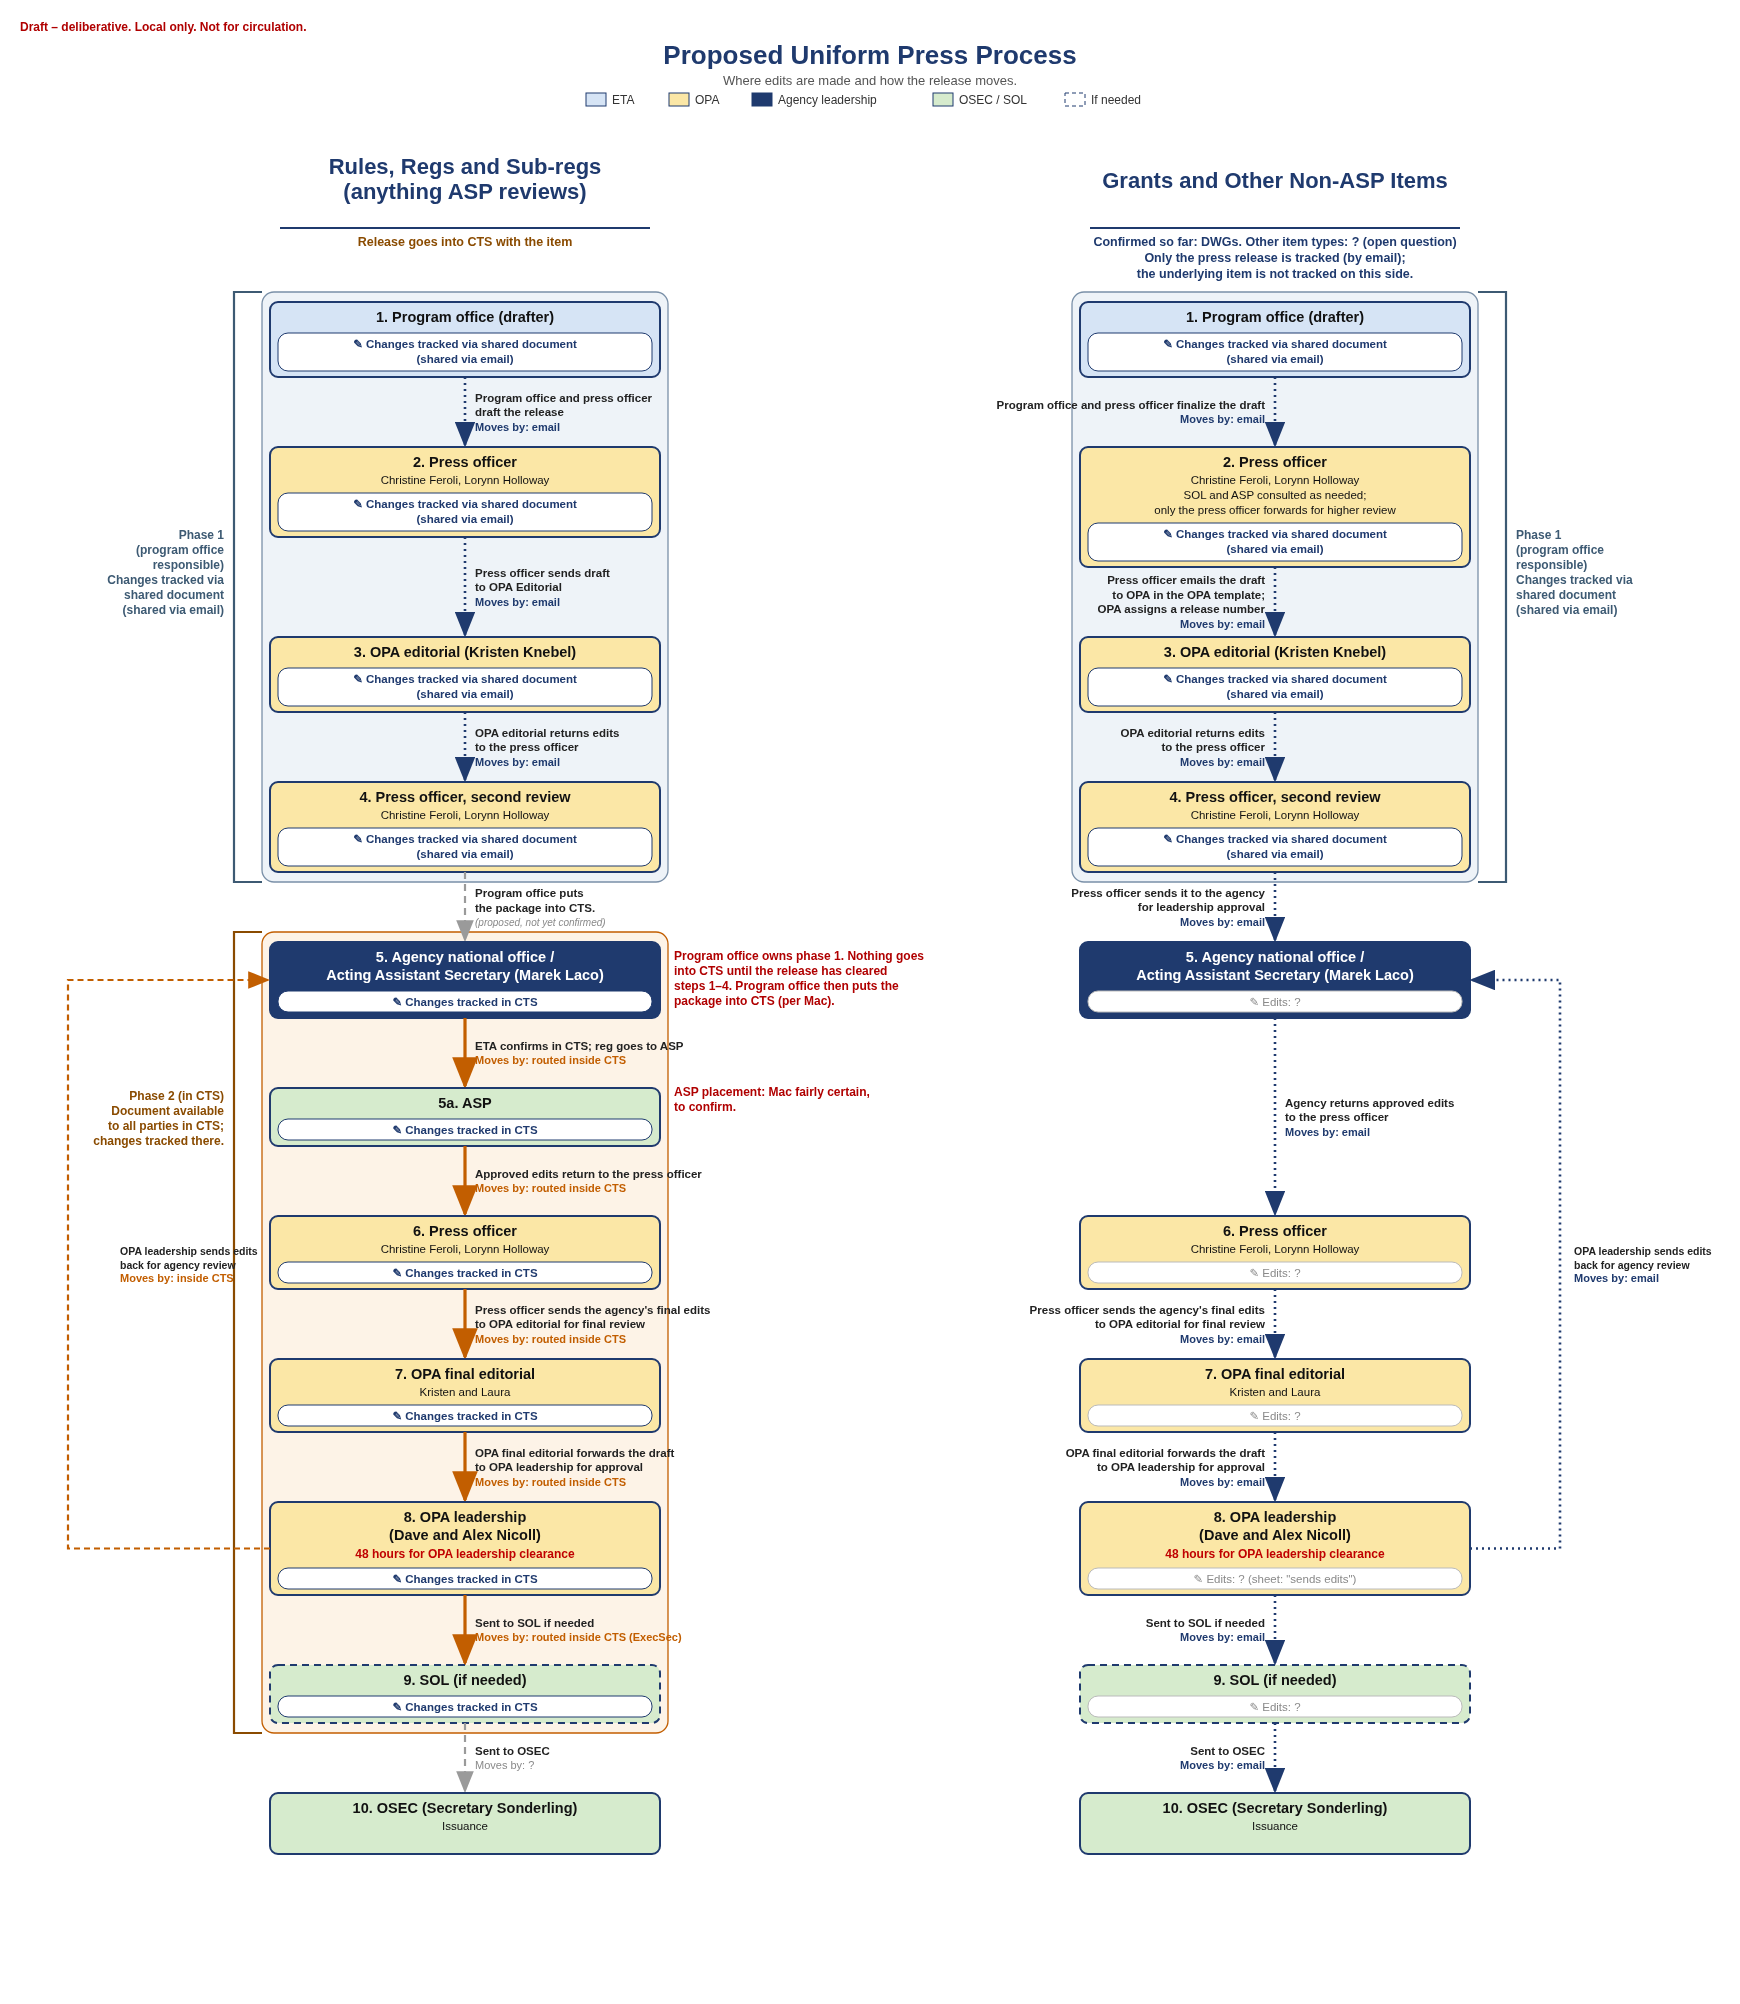 Draft – deliberative. Local only. Not for circulation.
Proposed Uniform Press Process
Where edits are made and how the release moves.
ETA
OPA
Agency leadership
OSEC / SOL
If needed
Rules, Regs and Sub-regs
(anything ASP reviews)
Release goes into CTS with the item
Phase 1
(program office
responsible)
Changes tracked via
shared document
(shared via email)
1. Program office (drafter)
✎ Changes tracked via shared document
(shared via email)
Program office and press officer
draft the release
Moves by: email
2. Press officer
Christine Feroli, Lorynn Holloway
✎ Changes tracked via shared document
(shared via email)
Press officer sends draft
to OPA Editorial
Moves by: email
3. OPA editorial (Kristen Knebel)
✎ Changes tracked via shared document
(shared via email)
OPA editorial returns edits
to the press officer
Moves by: email
4. Press officer, second review
Christine Feroli, Lorynn Holloway
✎ Changes tracked via shared document
(shared via email)
Program office puts
the package into CTS.
(proposed, not yet confirmed)
5. Agency national office /
Acting Assistant Secretary (Marek Laco)
✎ Changes tracked in CTS
Program office owns phase 1. Nothing goes
into CTS until the release has cleared
steps 1–4. Program office then puts the
package into CTS (per Mac).
ETA confirms in CTS; reg goes to ASP
Moves by: routed inside CTS
Phase 2 (in CTS)
Document available
to all parties in CTS;
changes tracked there.
5a. ASP
✎ Changes tracked in CTS
ASP placement: Mac fairly certain,
to confirm.
Approved edits return to the press officer
Moves by: routed inside CTS
6. Press officer
Christine Feroli, Lorynn Holloway
✎ Changes tracked in CTS
OPA leadership sends edits
back for agency review
Moves by: inside CTS
Press officer sends the agency's final edits
to OPA editorial for final review
Moves by: routed inside CTS
7. OPA final editorial
Kristen and Laura
✎ Changes tracked in CTS
OPA final editorial forwards the draft
to OPA leadership for approval
Moves by: routed inside CTS
8. OPA leadership
(Dave and Alex Nicoll)
48 hours for OPA leadership clearance
✎ Changes tracked in CTS
Sent to SOL if needed
Moves by: routed inside CTS (ExecSec)
9. SOL (if needed)
✎ Changes tracked in CTS
Sent to OSEC
Moves by: ?
10. OSEC (Secretary Sonderling)
Issuance
Grants and Other Non-ASP Items
Confirmed so far: DWGs. Other item types: ? (open question)
Only the press release is tracked (by email);
the underlying item is not tracked on this side.
1. Program office (drafter)
✎ Changes tracked via shared document
(shared via email)
Program office and press officer finalize the draft
Moves by: email
2. Press officer
Christine Feroli, Lorynn Holloway
SOL and ASP consulted as needed;
only the press officer forwards for higher review
✎ Changes tracked via shared document
(shared via email)
Phase 1
(program office
responsible)
Changes tracked via
shared document
(shared via email)
Press officer emails the draft
to OPA in the OPA template;
OPA assigns a release number
Moves by: email
3. OPA editorial (Kristen Knebel)
✎ Changes tracked via shared document
(shared via email)
OPA editorial returns edits
to the press officer
Moves by: email
4. Press officer, second review
Christine Feroli, Lorynn Holloway
✎ Changes tracked via shared document
(shared via email)
Press officer sends it to the agency
for leadership approval
Moves by: email
5. Agency national office /
Acting Assistant Secretary (Marek Laco)
✎ Edits: ?
Agency returns approved edits
to the press officer
Moves by: email
6. Press officer
Christine Feroli, Lorynn Holloway
✎ Edits: ?
OPA leadership sends edits
back for agency review
Moves by: email
Press officer sends the agency's final edits
to OPA editorial for final review
Moves by: email
7. OPA final editorial
Kristen and Laura
✎ Edits: ?
OPA final editorial forwards the draft
to OPA leadership for approval
Moves by: email
8. OPA leadership
(Dave and Alex Nicoll)
48 hours for OPA leadership clearance
✎ Edits: ? (sheet: "sends edits")
Sent to SOL if needed
Moves by: email
9. SOL (if needed)
✎ Edits: ?
Sent to OSEC
Moves by: email
10. OSEC (Secretary Sonderling)
Issuance